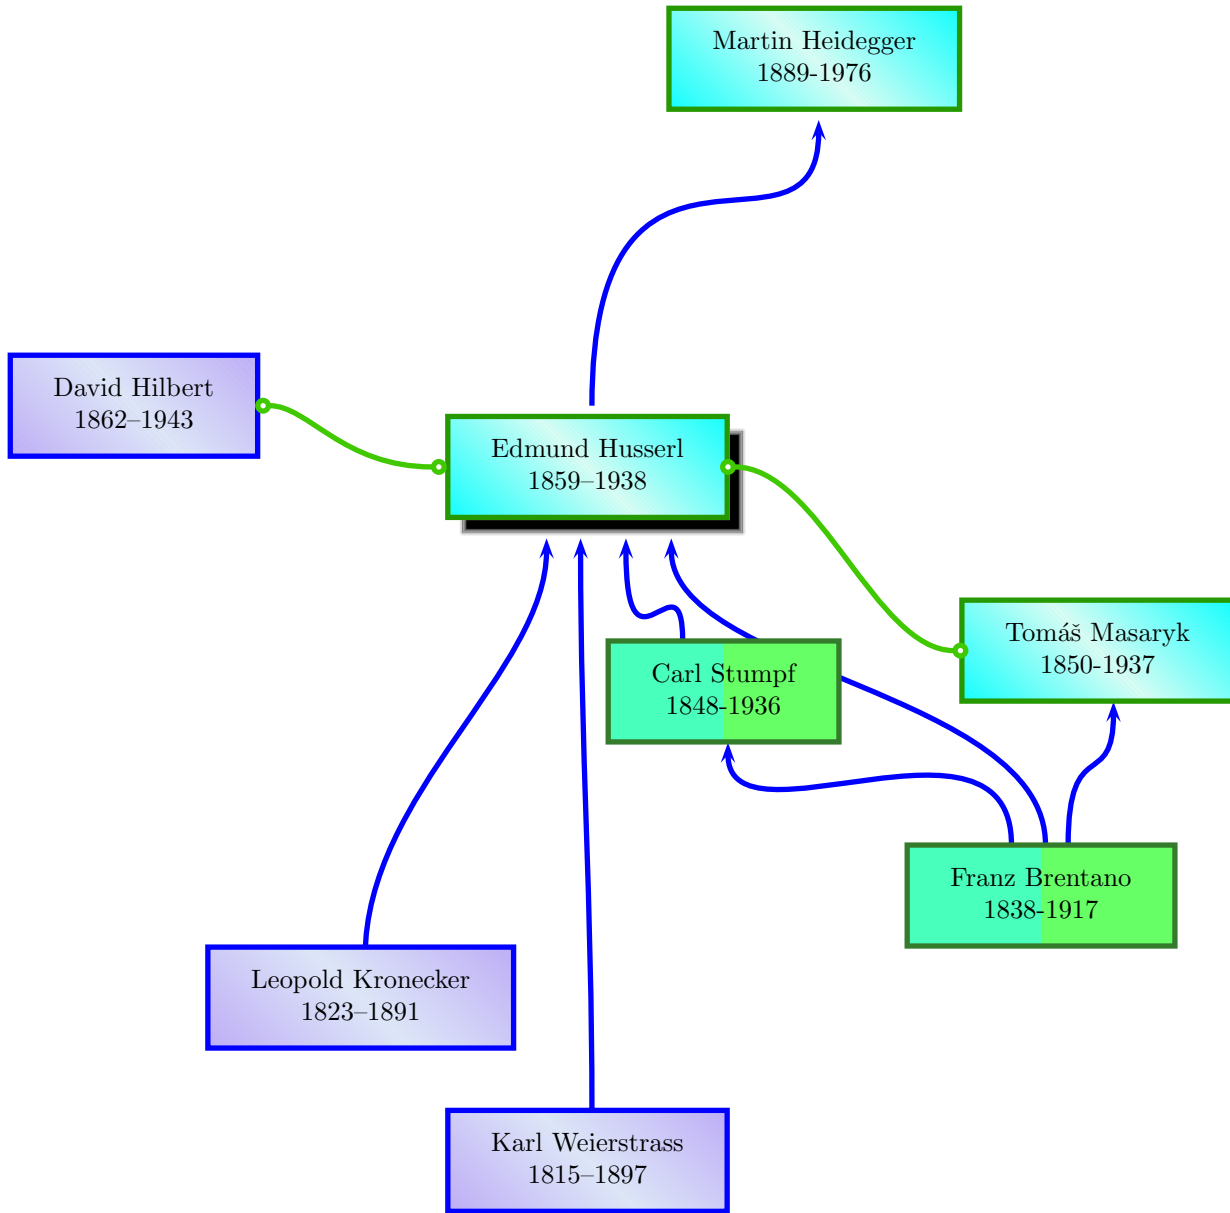 Martin Heidegger
1889-1976
David Hilbert
1862–1943
Edmund Husserl
1859–1938
Tomáš Masaryk
1850-1937
Carl Stumpf
1848-1936
Franz Brentano
1838-1917
Leopold Kronecker
1823–1891
Karl Weierstrass
1815–1897